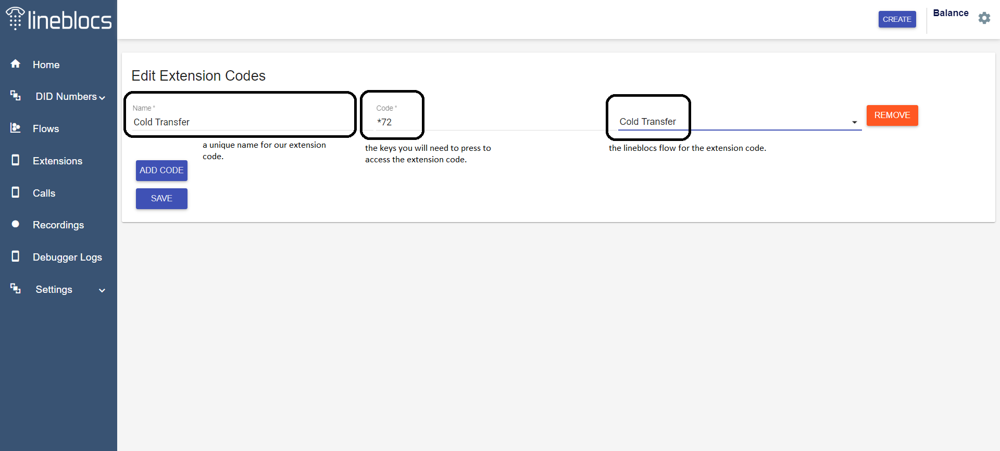 lineblocs
CREATE
Balance
Home
DID Numbers
Flows
Extensions
Calls
Recordings
Debugger Logs
Settings
Edit Extension Codes
Name *
Cold Transfer
Code *
*72
Cold Transfer
REMOVE
a unique name for our extension
code.
the keys you will need to press to
access the extension code.
the lineblocs flow for the extension code.
ADD CODE
SAVE